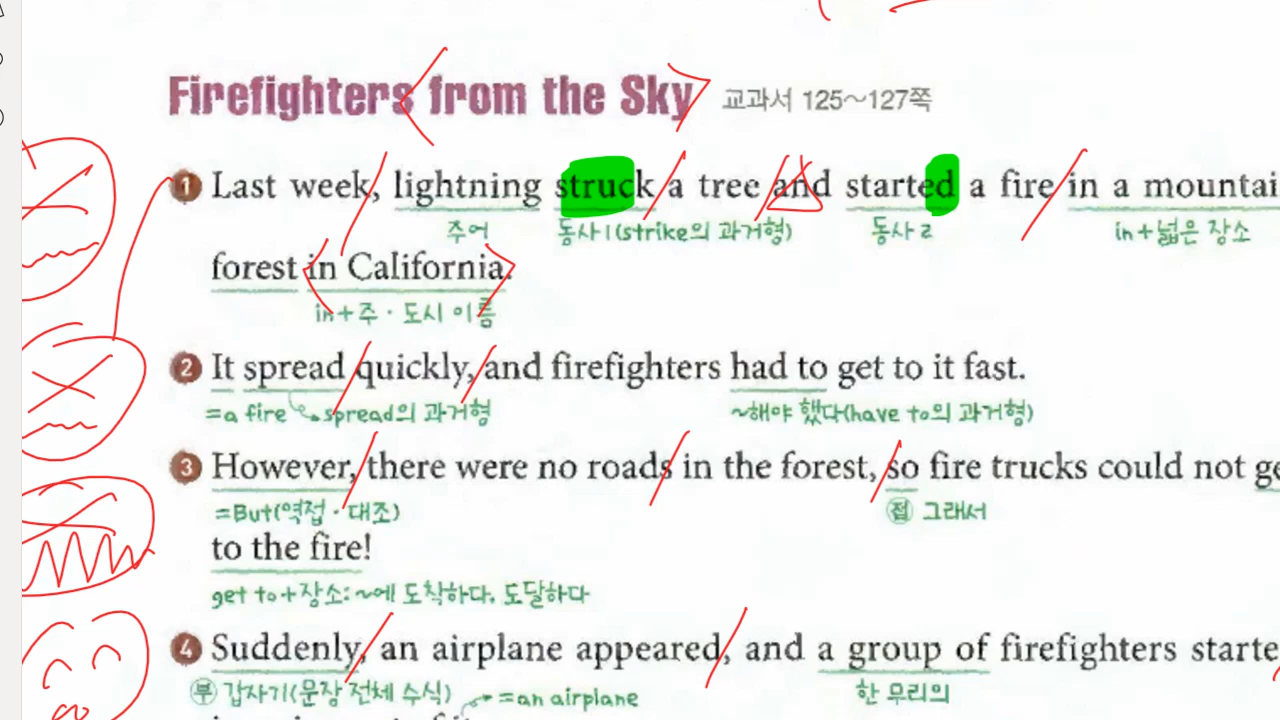 Firefighters from the Sky 교과서 125~127쪽
1 Last week, lightning struck a tree and started a fire in a mountai
주어 동사1(strike의 과거형) 동사2 in+넓은 장소
forest in California.
in+주·도시 이름
2 It spread quickly, and firefighters had to get to it fast.
=a fire spread의 과거형 ~해야 했다(have to의 과거형)
3 However, there were no roads in the forest, so fire trucks could not ge
=But(역접·대조) 접 그래서
to the fire!
get to+장소: ~에 도착하다, 도달하다
4 Suddenly, an airplane appeared, and a group of firefighters starte
부 갑자기(문장 전체 수식) =an airplane 한 무리의